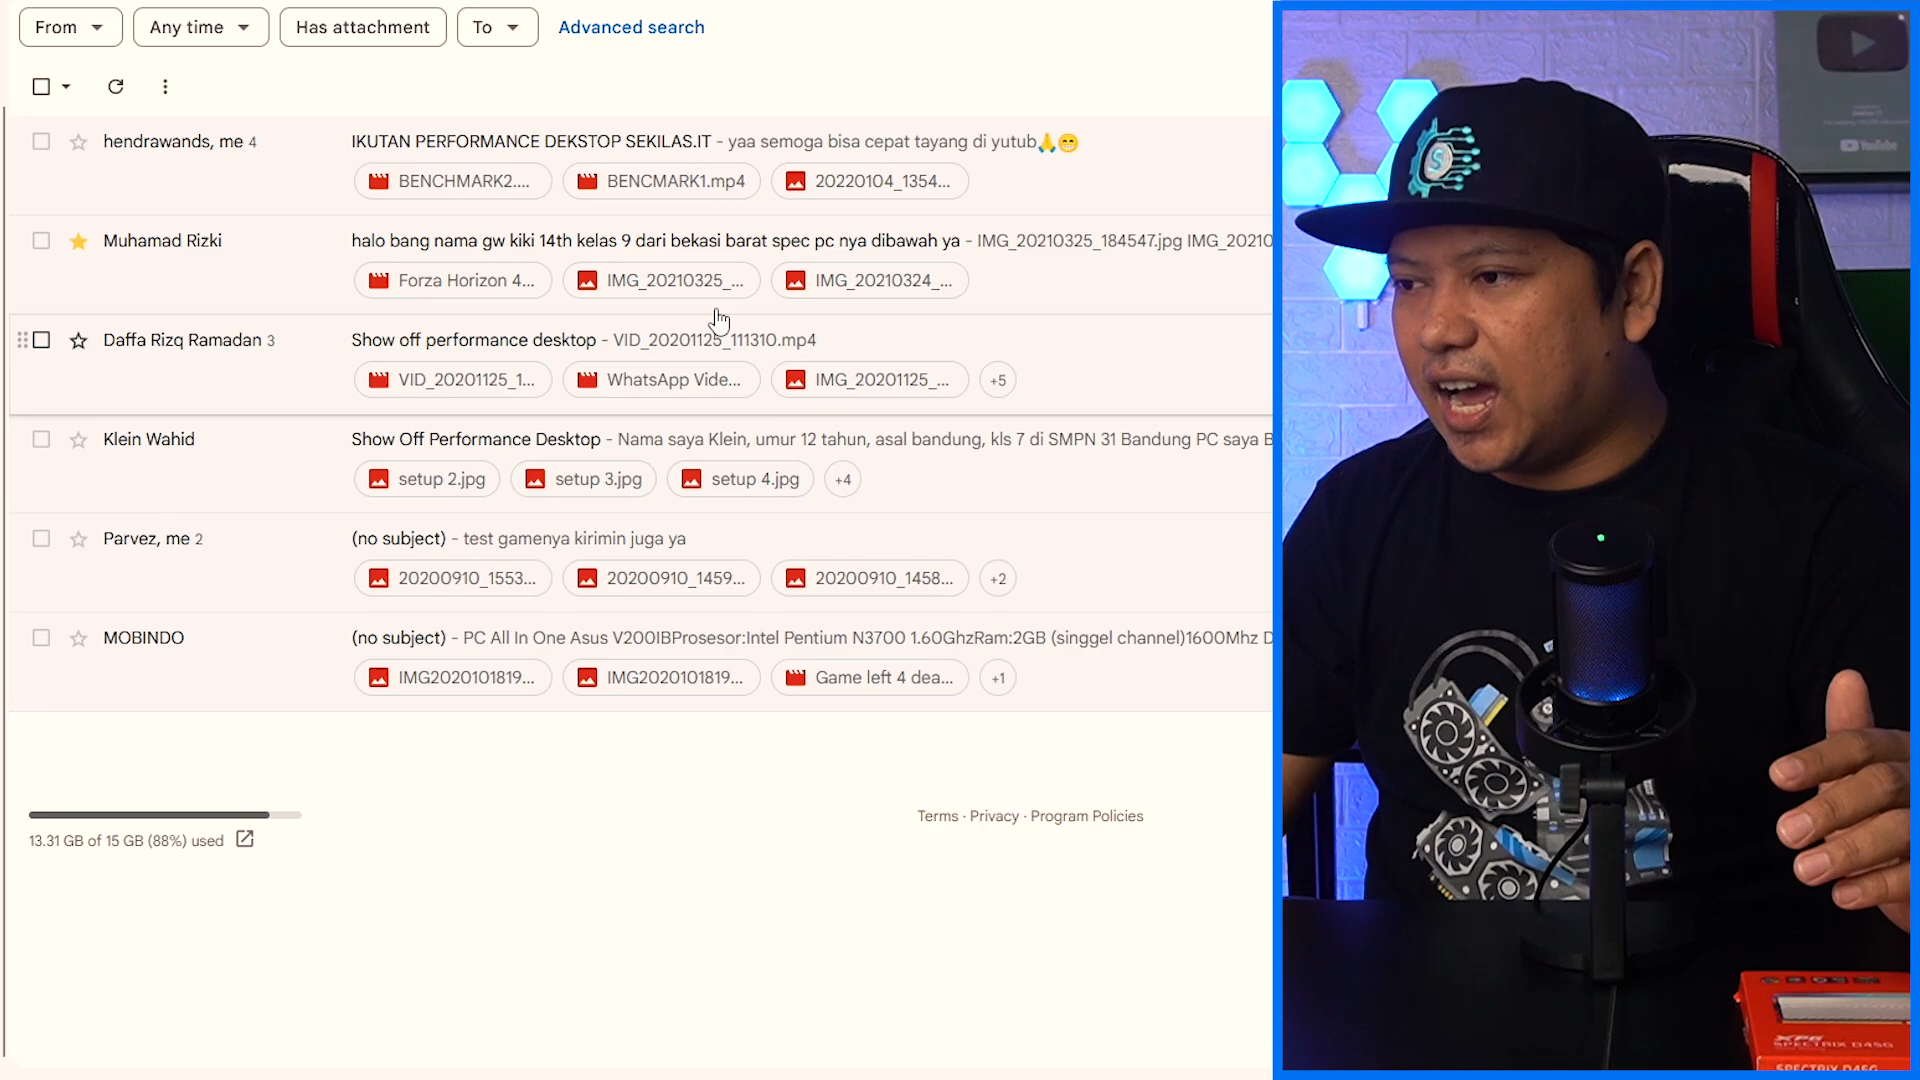 From
Any time
Has attachment
To
Advanced search
hendrawands, me 4
IKUTAN PERFORMANCE DEKSTOP SEKILAS.IT - yaa semoga bisa cepat tayang di yutub🙏😁
BENCHMARK2....
BENCMARK1.mp4
20220104_1354...
Muhamad Rizki
halo bang nama gw kiki 14th kelas 9 dari bekasi barat spec pc nya dibawah ya - IMG_20210325_184547.jpg IMG_20210
Forza Horizon 4...
IMG_20210325_...
IMG_20210324_...
Daffa Rizq Ramadan 3
Show off performance desktop - VID_20201125_111310.mp4
VID_20201125_1...
WhatsApp Vide...
IMG_20201125_...
+5
Klein Wahid
Show Off Performance Desktop - Nama saya Klein, umur 12 tahun, asal bandung, kls 7 di SMPN 31 Bandung PC saya B
setup 2.jpg
setup 3.jpg
setup 4.jpg
+4
Parvez, me 2
(no subject) - test gamenya kirimin juga ya
20200910_1553...
20200910_1459...
20200910_1458...
+2
MOBINDO
(no subject) - PC All In One Asus V200IBProsesor:Intel Pentium N3700 1.60GhzRam:2GB (singgel channel)1600Mhz D
IMG2020101819...
IMG2020101819...
Game left 4 dea...
+1
13.31 GB of 15 GB (88%) used
Terms · Privacy · Program Policies
YouTube
S
XPG
SPECTRIX D45G
SPECTRIX D45G